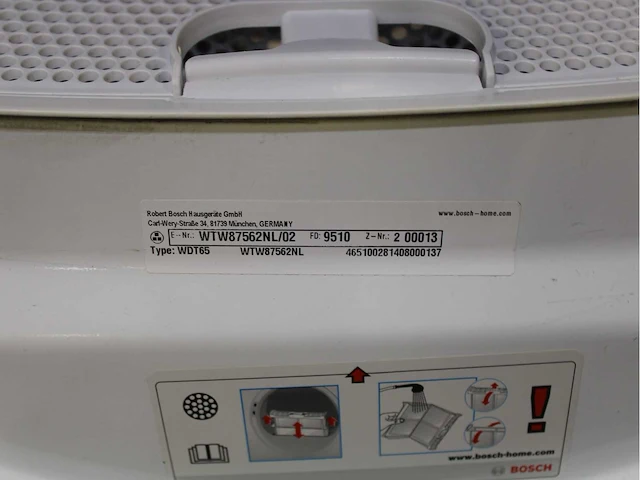 Robert Bosch Hausgeräte GmbH
www.bosch-home.com
Carl-Wery-Straße 34, 81739 München, GERMANY
E-Nr.: WTW87562NL/02 FD: 9510 Z-Nr.: 2 00013
Type: WDT65 WTW87562NL 465100281408000137
www.bosch-home.com
BOSCH